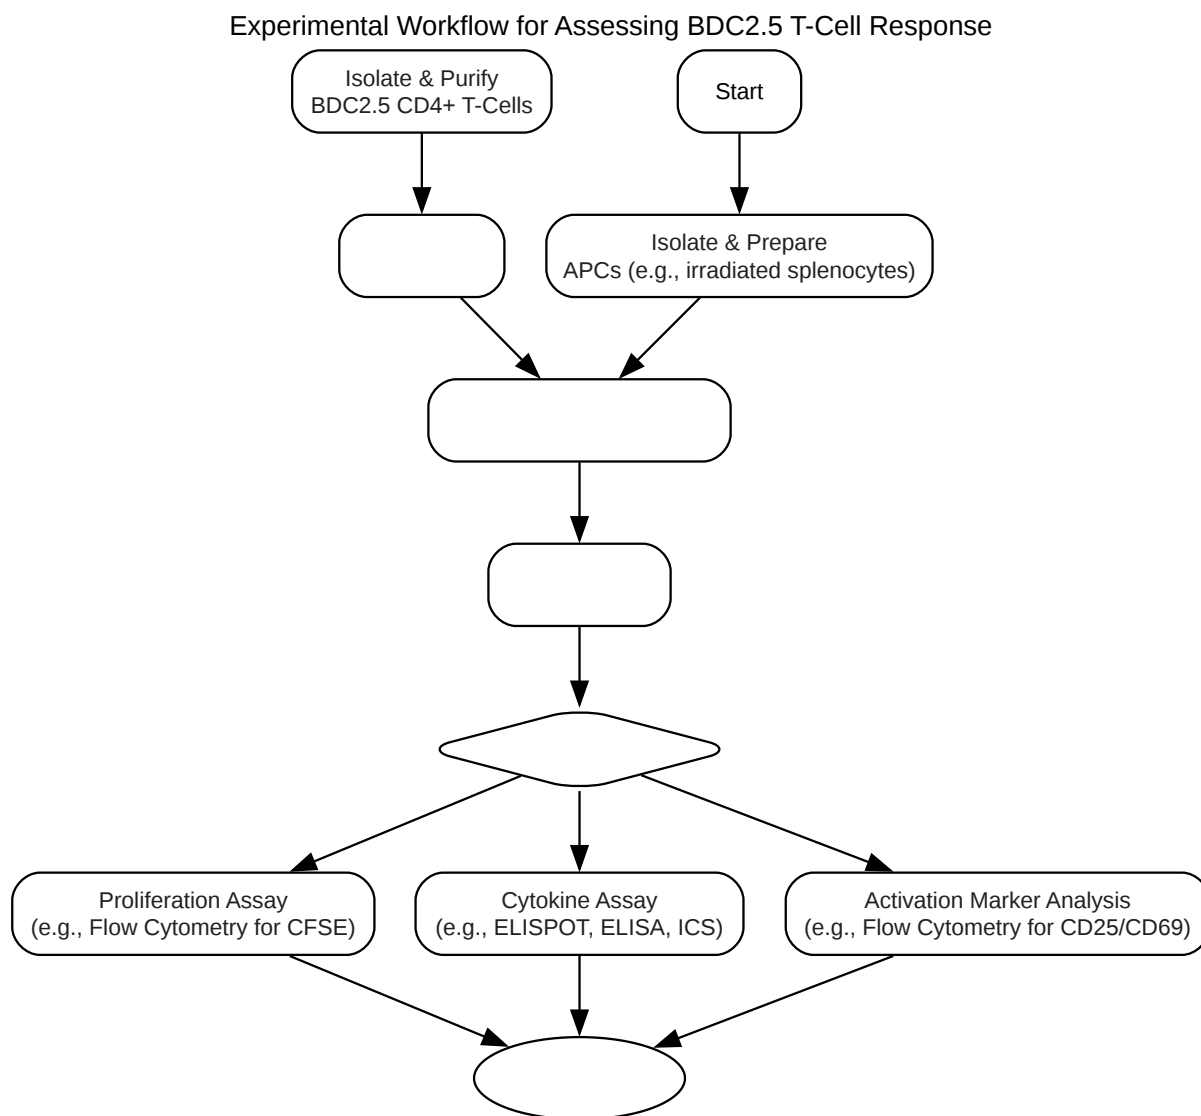 Experimental Workflow for Assessing BDC2.5 T-Cell Response
Isolate & Purify
BDC2.5 CD4+ T-Cells
Start
Isolate & Prepare
APCs (e.g., irradiated splenocytes)
Proliferation Assay
(e.g., Flow Cytometry for CFSE)
Cytokine Assay
(e.g., ELISPOT, ELISA, ICS)
Activation Marker Analysis
(e.g., Flow Cytometry for CD25/CD69)